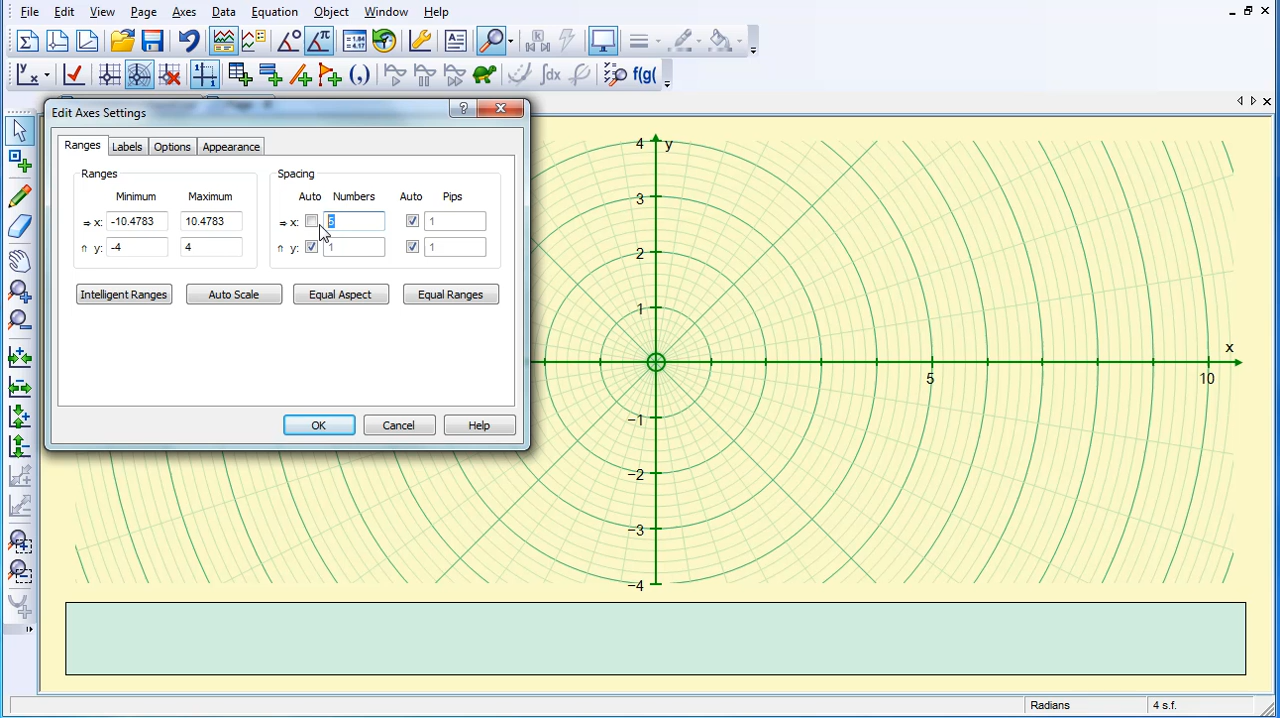 File Edit View Page Axes Data Equation Object Window Help
Edit Axes Settings
Ranges Labels Options Appearance
Ranges
Minimum Maximum
⇒ x: -10.4783 10.4783
⇑ y: -4 4
Spacing
Auto Numbers Auto Pips
⇒ x: 5 1
⇑ y: 1 1
Intelligent Ranges Auto Scale Equal Aspect Equal Ranges
OK Cancel Help
4 y
3
2
1
x
5 10
−1
−2
−3
−4
Radians 4 s.f.